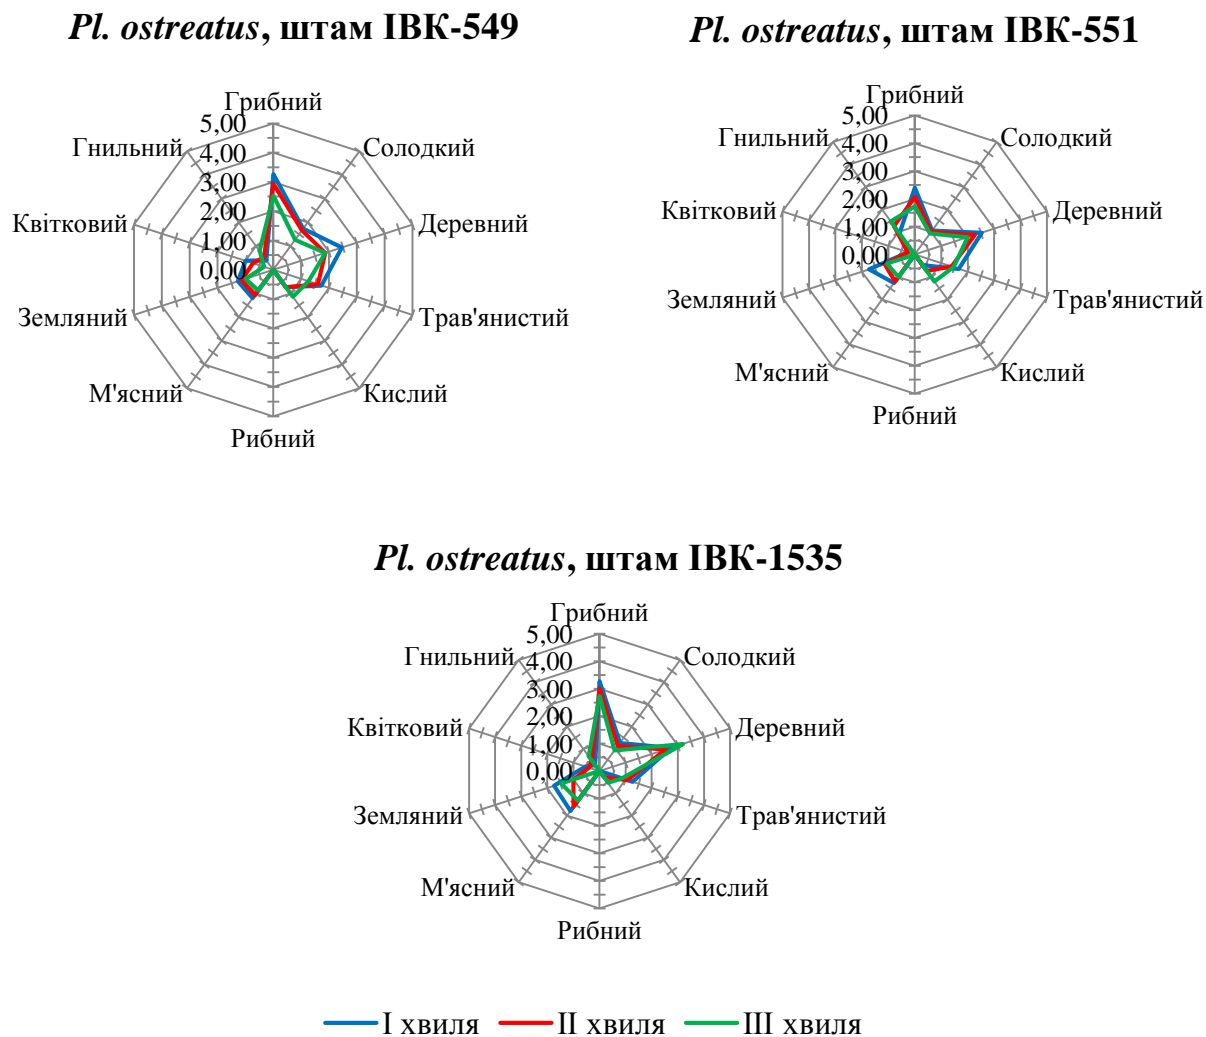 Pl. ostreatus, штам ІВК-549
Грибний
Солодкий
Деревний
Трав'янистий
Кислий
Рибний
М'ясний
Земляний
Квітковий
Гнильний
5,00
4,00
3,00
2,00
1,00
0,00
Pl. ostreatus, штам ІВК-551
Грибний
Солодкий
Деревний
Трав'янистий
Кислий
Рибний
М'ясний
Земляний
Квітковий
Гнильний
5,00
4,00
3,00
2,00
1,00
0,00
Pl. ostreatus, штам ІВК-1535
Грибний
Солодкий
Деревний
Трав'янистий
Кислий
Рибний
М'ясний
Земляний
Квітковий
Гнильний
5,00
4,00
3,00
2,00
1,00
0,00
І хвиля ІІ хвиля ІІІ хвиля